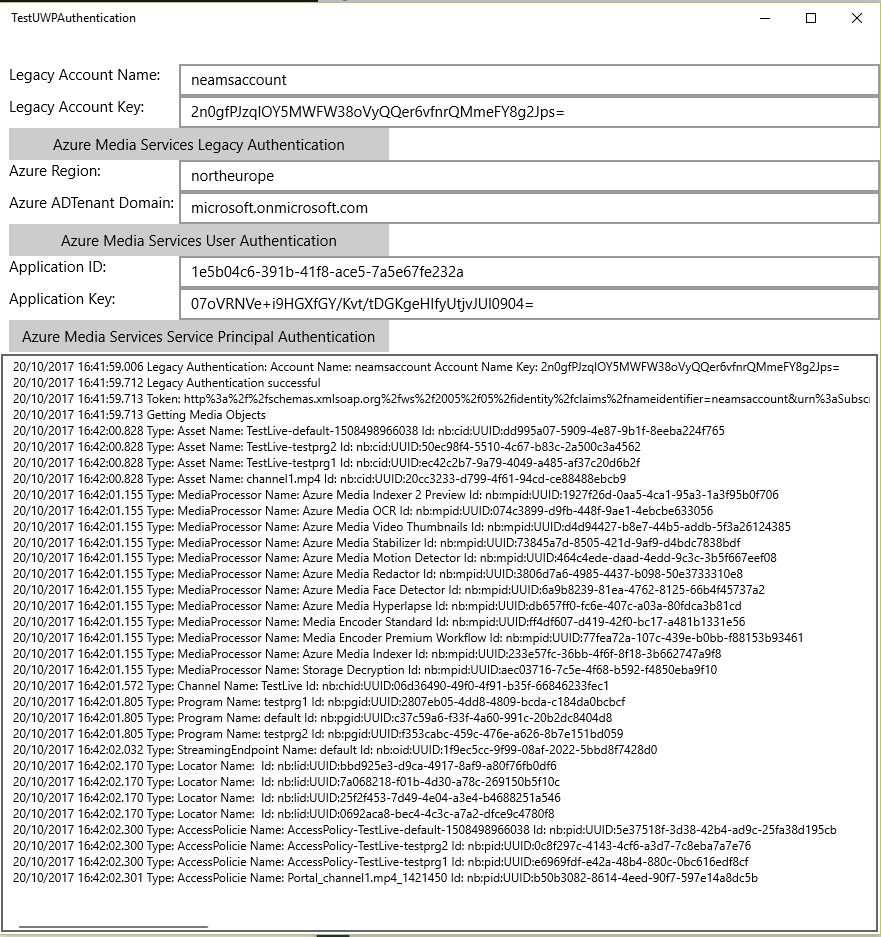 TestUWPAuthentication
Legacy Account Name:
neamsaccount
Legacy Account Key:
2n0gfPJzqlOY5MWFW38oVyQQer6vfnrQMmeFY8g2Jps=
Azure Media Services Legacy Authentication
Azure Region:
northeurope
Azure ADTenant Domain:
microsoft.onmicrosoft.com
Azure Media Services User Authentication
Application ID:
1e5b04c6-391b-41f8-ace5-7a5e67fe232a
Application Key:
07oVRNVe+i9HGXfGY/Kvt/tDGKgeHIfyUtjvJUl0904=
Azure Media Services Service Principal Authentication
20/10/2017 16:41:59.006 Legacy Authentication: Account Name: neamsaccount Account Name Key: 2n0gfPJzqlOY5MWFW38oVyQQer6vfnrQMmeFY8g2Jps=
20/10/2017 16:41:59.712 Legacy Authentication successful
20/10/2017 16:41:59.713 Token: http%3a%2f%2fschemas.xmlsoap.org%2fws%2f2005%2f05%2fidentity%2fclaims%2fnameidentifier=neamsaccount&urn%3aSubscr
20/10/2017 16:41:59.713 Getting Media Objects
20/10/2017 16:42:00.828 Type: Asset Name: TestLive-default-1508498966038 Id: nb:cid:UUID:dd995a07-5909-4e87-9b1f-8eeba224f765
20/10/2017 16:42:00.828 Type: Asset Name: TestLive-testprg2 Id: nb:cid:UUID:50ec98f4-5510-4c67-b83c-2a500c3a4562
20/10/2017 16:42:00.828 Type: Asset Name: TestLive-testprg1 Id: nb:cid:UUID:ec42c2b7-9a79-4049-a485-af37c20d6b2f
20/10/2017 16:42:00.828 Type: Asset Name: channel1.mp4 Id: nb:cid:UUID:20cc3233-d799-4f61-94cd-ce88488ebcb9
20/10/2017 16:42:01.155 Type: MediaProcessor Name: Azure Media Indexer 2 Preview Id: nb:mpid:UUID:1927f26d-0aa5-4ca1-95a3-1a3f95b0f706
20/10/2017 16:42:01.155 Type: MediaProcessor Name: Azure Media OCR Id: nb:mpid:UUID:074c3899-d9fb-448f-9ae1-4ebcbe633056
20/10/2017 16:42:01.155 Type: MediaProcessor Name: Azure Media Video Thumbnails Id: nb:mpid:UUID:d4d94427-b8e7-44b5-addb-5f3a26124385
20/10/2017 16:42:01.155 Type: MediaProcessor Name: Azure Media Stabilizer Id: nb:mpid:UUID:73845a7d-8505-421d-9af9-d4bdc7838bdf
20/10/2017 16:42:01.155 Type: MediaProcessor Name: Azure Media Motion Detector Id: nb:mpid:UUID:464c4ede-daad-4edd-9c3c-3b5f667eef08
20/10/2017 16:42:01.155 Type: MediaProcessor Name: Azure Media Redactor Id: nb:mpid:UUID:3806d7a6-4985-4437-b098-50e3733310e8
20/10/2017 16:42:01.155 Type: MediaProcessor Name: Azure Media Face Detector Id: nb:mpid:UUID:6a9b8239-81ea-4762-8125-66b4f45737a2
20/10/2017 16:42:01.155 Type: MediaProcessor Name: Azure Media Hyperlapse Id: nb:mpid:UUID:db657ff0-fc6e-407c-a03a-80fdca3b81cd
20/10/2017 16:42:01.155 Type: MediaProcessor Name: Media Encoder Standard Id: nb:mpid:UUID:ff4df607-d419-42f0-bc17-a481b1331e56
20/10/2017 16:42:01.155 Type: MediaProcessor Name: Media Encoder Premium Workflow Id: nb:mpid:UUID:77fea72a-107c-439e-b0bb-f88153b93461
20/10/2017 16:42:01.155 Type: MediaProcessor Name: Azure Media Indexer Id: nb:mpid:UUID:233e57fc-36bb-4f6f-8f18-3b662747a9f8
20/10/2017 16:42:01.155 Type: MediaProcessor Name: Storage Decryption Id: nb:mpid:UUID:aec03716-7c5e-4f68-b592-f4850eba9f10
20/10/2017 16:42:01.572 Type: Channel Name: TestLive Id: nb:chid:UUID:06d36490-49f0-4f91-b35f-66846233fec1
20/10/2017 16:42:01.805 Type: Program Name: testprg1 Id: nb:pgid:UUID:2807eb05-4dd8-4809-bcda-c184da0bcbcf
20/10/2017 16:42:01.805 Type: Program Name: default Id: nb:pgid:UUID:c37c59a6-f33f-4a60-991c-20b2dc8404d8
20/10/2017 16:42:01.805 Type: Program Name: testprg2 Id: nb:pgid:UUID:f353cabc-459c-476e-a626-8b7e151bd059
20/10/2017 16:42:02.032 Type: StreamingEndpoint Name: default Id: nb:oid:UUID:1f9ec5cc-9f99-08af-2022-5bbd8f7428d0
20/10/2017 16:42:02.170 Type: Locator Name:  Id: nb:lid:UUID:bbd925e3-d9ca-4917-8af9-a80f76fb0df6
20/10/2017 16:42:02.170 Type: Locator Name:  Id: nb:lid:UUID:7a068218-f01b-4d30-a78c-269150b5f10c
20/10/2017 16:42:02.170 Type: Locator Name:  Id: nb:lid:UUID:25f2f453-7d49-4e04-a3e4-b4688251a546
20/10/2017 16:42:02.170 Type: Locator Name:  Id: nb:lid:UUID:0692aca8-bec4-4c3c-a7a2-dfce9c4780f8
20/10/2017 16:42:02.300 Type: AccessPolicie Name: AccessPolicy-TestLive-default-1508498966038 Id: nb:pid:UUID:5e37518f-3d38-42b4-ad9c-25fa38d195cb
20/10/2017 16:42:02.300 Type: AccessPolicie Name: AccessPolicy-TestLive-testprg2 Id: nb:pid:UUID:0c8f297c-4143-4cf6-a3d7-7c8eba7a7e76
20/10/2017 16:42:02.300 Type: AccessPolicie Name: AccessPolicy-TestLive-testprg1 Id: nb:pid:UUID:e6969fdf-e42a-48b4-880c-0bc616edf8cf
20/10/2017 16:42:02.301 Type: AccessPolicie Name: Portal_channel1.mp4_1421450 Id: nb:pid:UUID:b50b3082-8614-4eed-90f7-597e14a8dc5b